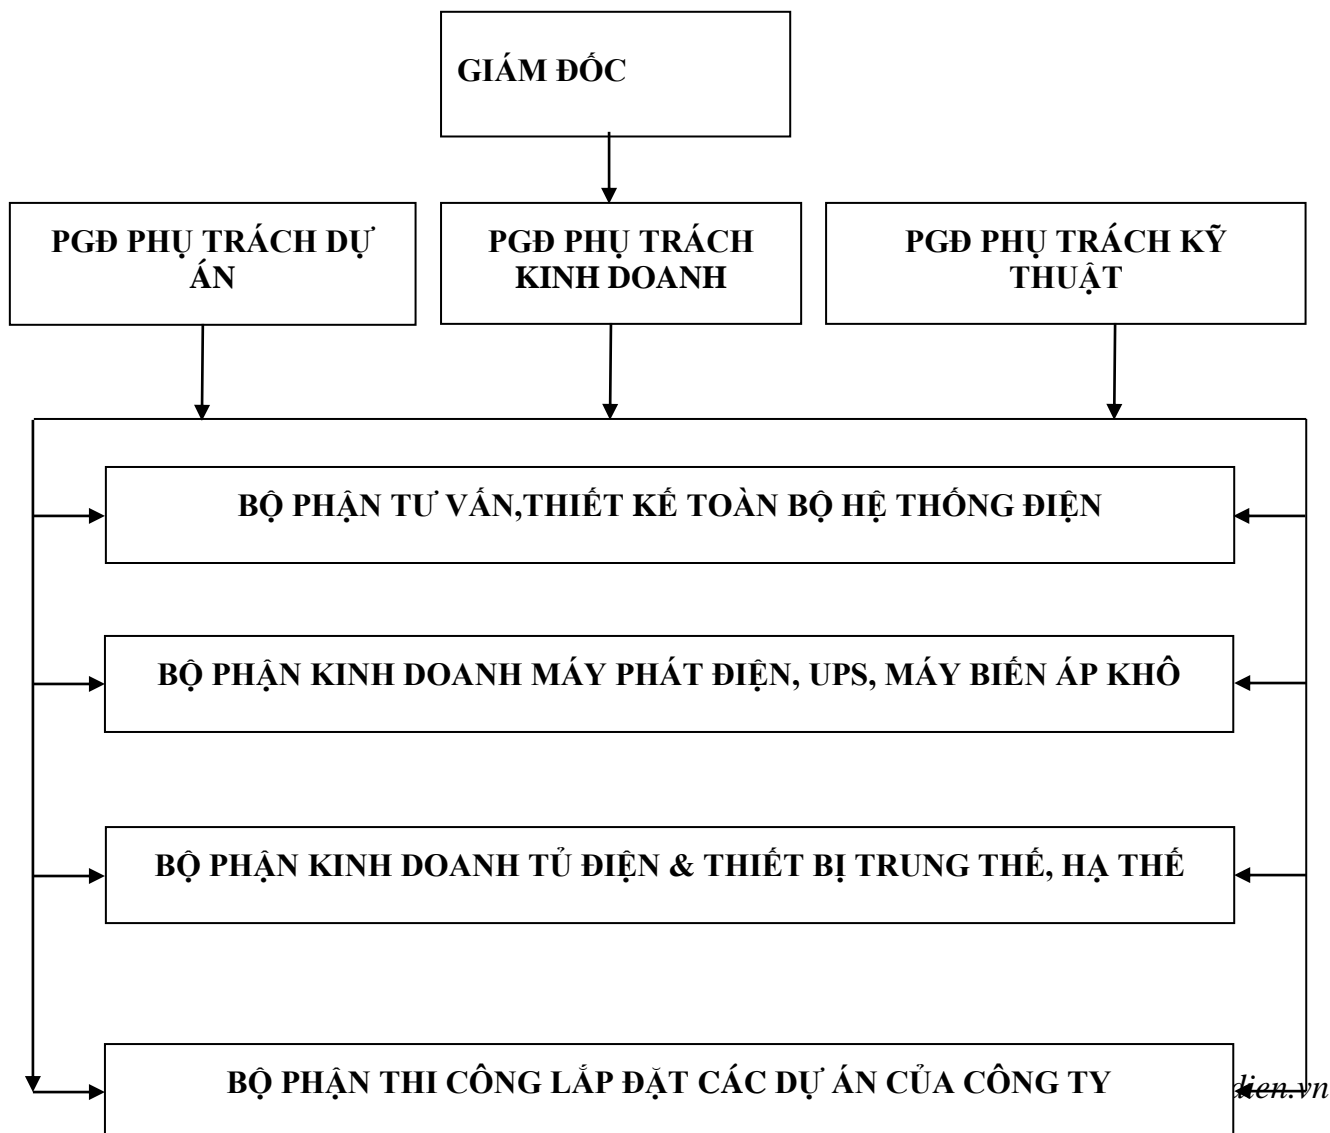 GIÁM ĐỐC
PGĐ PHỤ TRÁCH DỰ
ÁN
PGĐ PHỤ TRÁCH
KINH DOANH
PGĐ PHỤ TRÁCH KỸ
THUẬT
BỘ PHẬN TƯ VẤN,THIẾT KẾ TOÀN BỘ HỆ THỐNG ĐIỆN
BỘ PHẬN KINH DOANH MÁY PHÁT ĐIỆN, UPS, MÁY BIẾN ÁP KHÔ
BỘ PHẬN KINH DOANH TỦ ĐIỆN & THIẾT BỊ TRUNG THẾ, HẠ THẾ
BỘ PHẬN THI CÔNG LẮP ĐẶT CÁC DỰ ÁN CỦA CÔNG TY
dien.vn